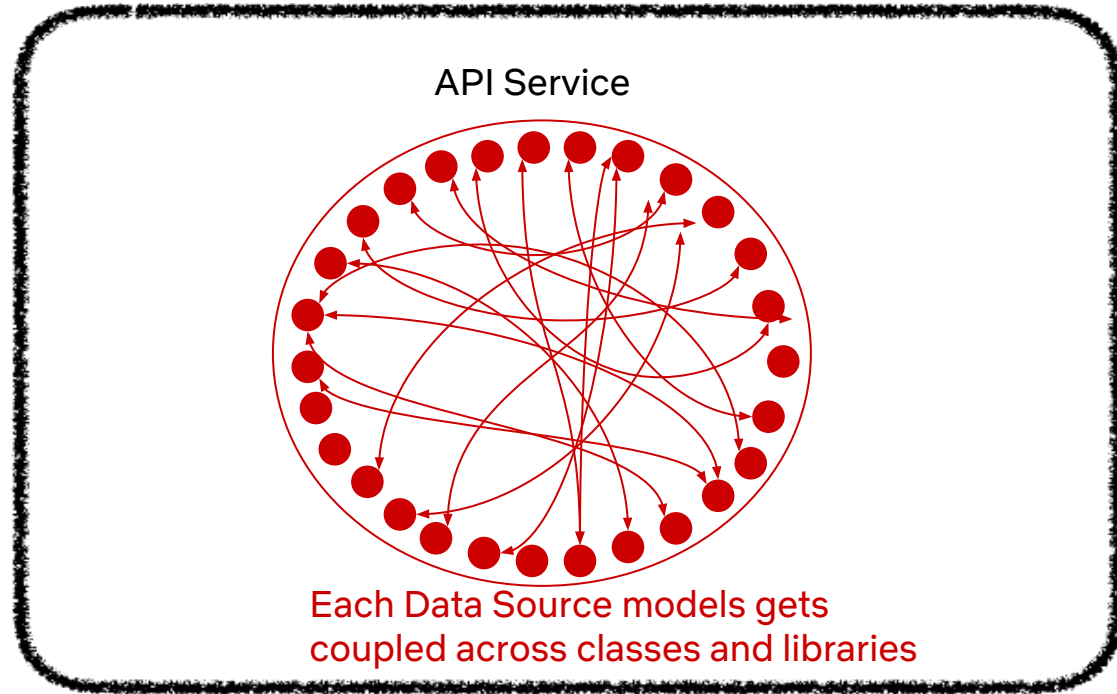 API Service
Each Data Source models gets
coupled across classes and libraries